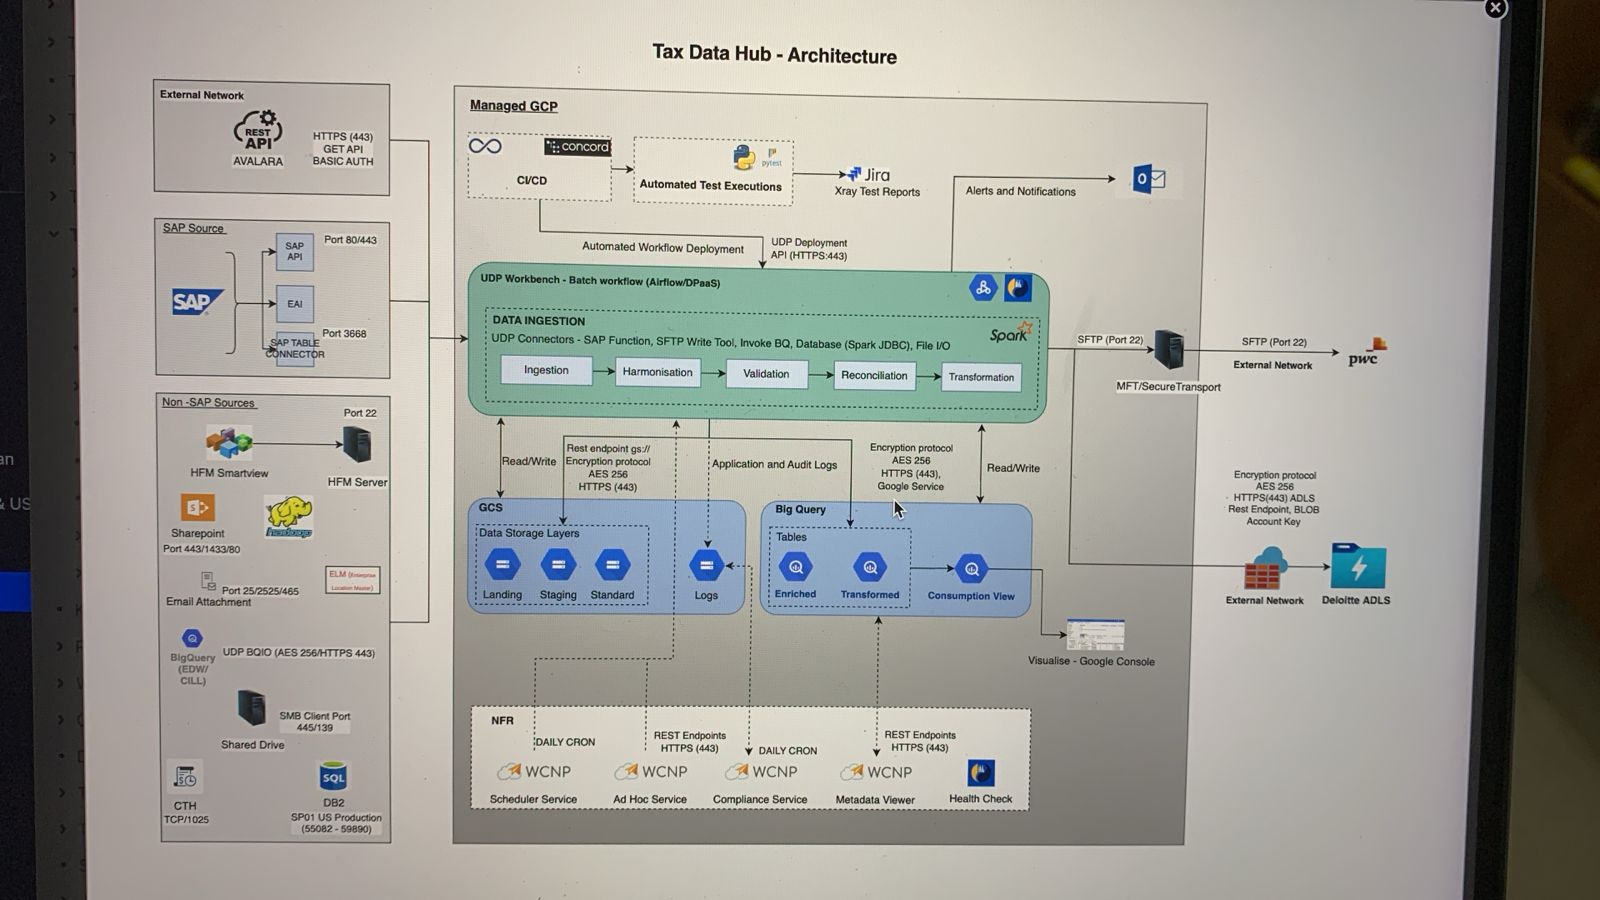 Tax Data Hub - Architecture
External Network
REST
API
AVALARA
HTTPS (443)
GET API
BASIC AUTH
SAP Source
SAP
SAP
API
Port 80/443
EAI
Port 3668
SAP TABLE
CONNECTOR
Non -SAP Sources
Port 22
HFM Smartview
HFM Server
Sharepoint
Port 443/1433/80
hadoop
Port 25/2525/465
Email Attachment
ELM (Enterprise
Location Master)
BigQuery
(EDW/
CILL)
UDP BQIO (AES 256/HTTPS 443)
SMB Client Port
445/139
Shared Drive
CTH
TCP/1025
SQL
DB2
SP01 US Production
(55082 - 59890)
Managed GCP
concord
CI/CD
pytest
Automated Test Executions
Jira
Xray Test Reports
Alerts and Notifications
Automated Workflow Deployment
UDP Deployment
API (HTTPS:443)
UDP Workbench - Batch workflow (Airflow/DPaaS)
DATA INGESTION
UDP Connectors - SAP Function, SFTP Write Tool, Invoke BQ, Database (Spark JDBC), File I/O
Spark
Ingestion
Harmonisation
Validation
Reconciliation
Transformation
Read/Write
Rest endpoint gs://
Encryption protocol
AES 256
HTTPS (443)
Application and Audit Logs
Encryption protocol
AES 256
HTTPS (443),
Google Service
Read/Write
GCS
Data Storage Layers
Landing
Staging
Standard
Logs
Big Query
Tables
Enriched
Transformed
Consumption View
Visualise - Google Console
NFR
DAILY CRON
WCNP
Scheduler Service
REST Endpoints
HTTPS (443)
WCNP
Ad Hoc Service
DAILY CRON
WCNP
Compliance Service
REST Endpoints
HTTPS (443)
WCNP
Metadata Viewer
Health Check
SFTP (Port 22)
MFT/SecureTransport
SFTP (Port 22)
External Network
pwc
Encryption protocol
AES 256
HTTPS(443) ADLS
Rest Endpoint, BLOB
Account Key
External Network
Deloitte ADLS
an
& US